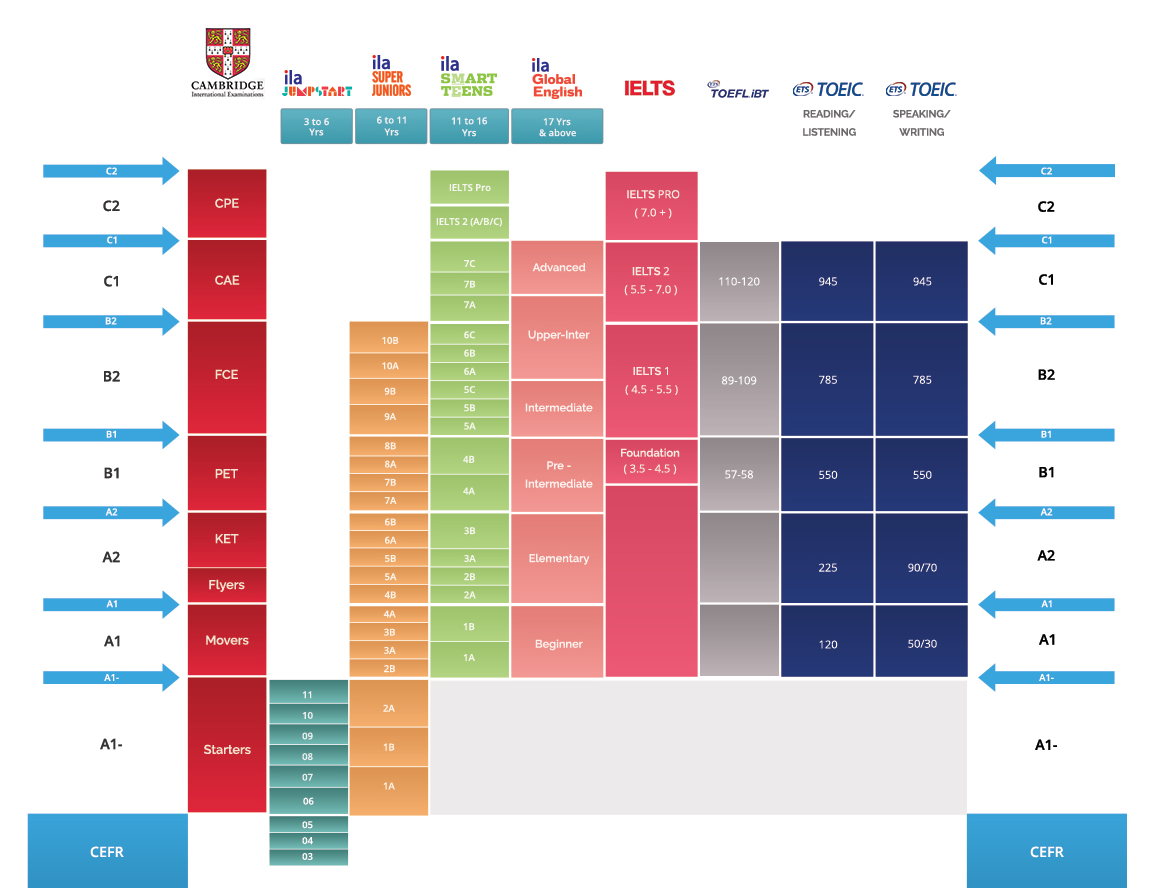 CAMBRIDGE
International Examinations
ila
JUMPSTART
ila
SUPER
JUNIORS
ila
SMART
TEENS
ila
Global
English
IELTS
ETS
TOEFL iBT
ETS TOEIC.
READING/
LISTENING
ETS TOEIC.
SPEAKING/
WRITING
3 to 6
Yrs
6 to 11
Yrs
11 to 16
Yrs
17 Yrs
& above
C2
C2
C1
C1
B2
B2
B1
B1
A2
A2
A1
A1
A1-
A1-
CEFR
CPE
CAE
FCE
PET
KET
Flyers
Movers
Starters
11
10
09
08
07
06
05
04
03
10B
10A
9B
9A
8B
8A
7B
7A
6B
6A
5B
5A
4B
4A
3B
3A
2B
2A
1B
1A
IELTS Pro
IELTS 2 (A/B/C)
7C
7B
7A
6C
6B
6A
5C
5B
5A
4B
4A
3B
3A
2B
2A
1B
1A
Advanced
Upper-Inter
Intermediate
Pre -
Intermediate
Elementary
Beginner
IELTS PRO
( 7.0 + )
IELTS 2
( 5.5 - 7.0 )
IELTS 1
( 4.5 - 5.5 )
Foundation
( 3.5 - 4.5 )
110-120
89-109
57-58
945
785
550
225
120
945
785
550
90/70
50/30
C2
C2
C1
C1
B2
B2
B1
B1
A2
A2
A1
A1
A1-
A1-
CEFR